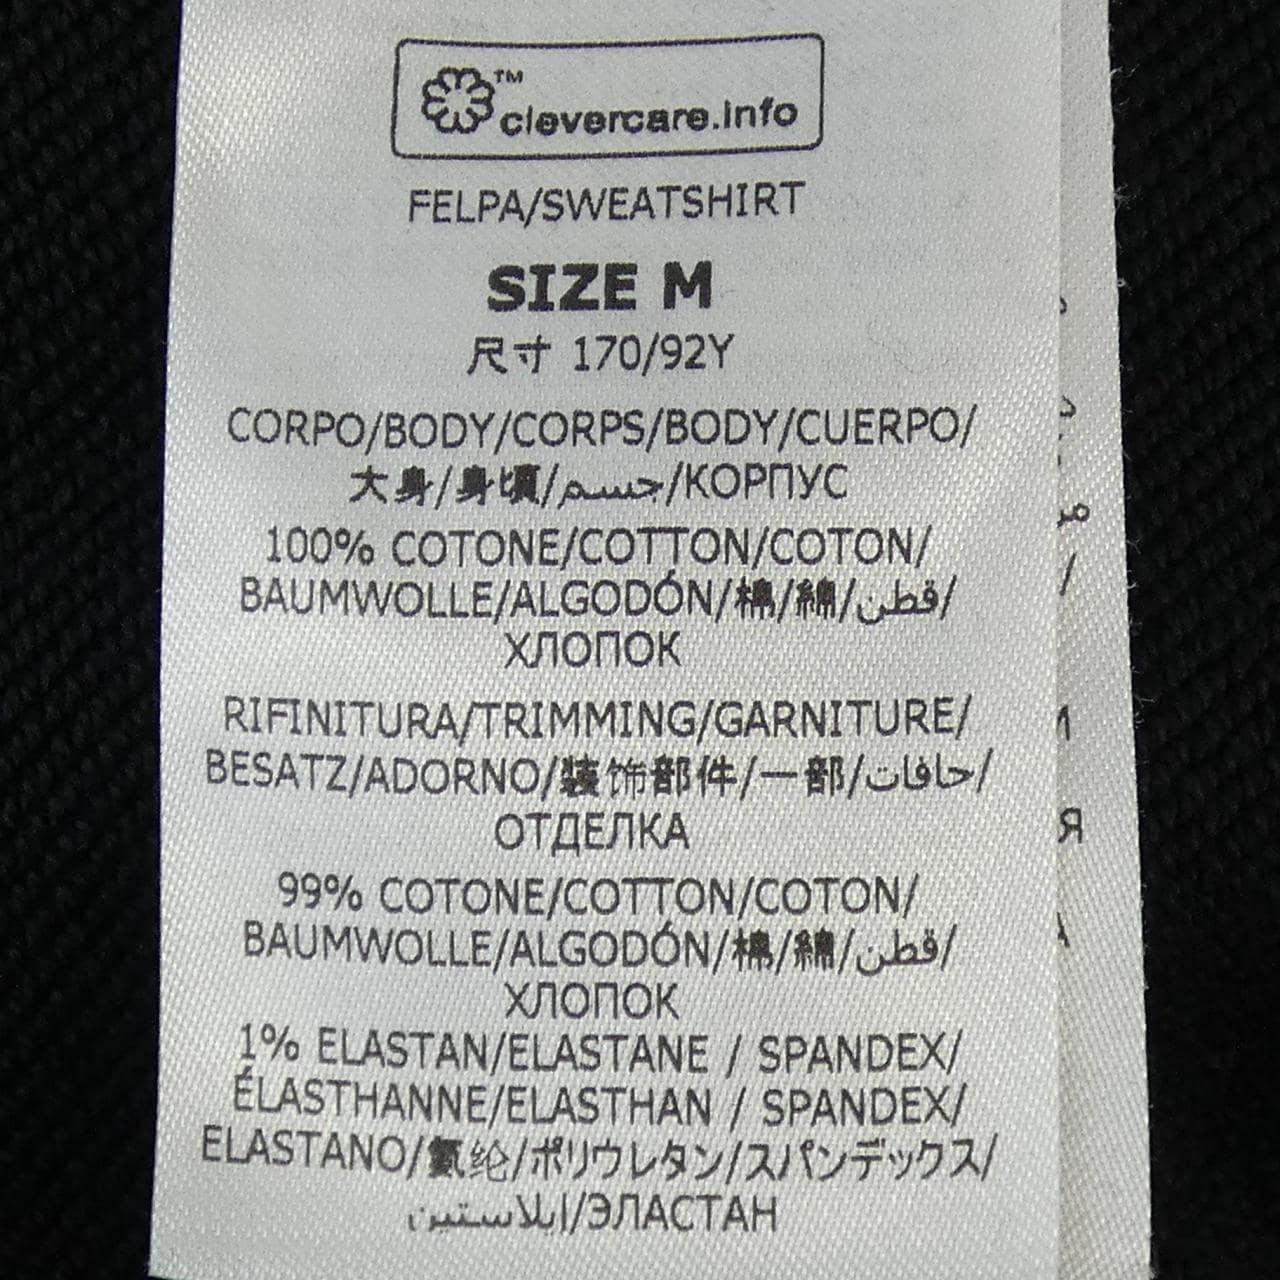 ™
clevercare.info
FELPA/SWEATSHIRT
SIZE M
尺寸 170/92Y
CORPO/BODY/CORPS/BODY/CUERPO/
大身/身頃/جسم/КОРПУС
100% COTONE/COTTON/COTON/
BAUMWOLLE/ALGODÓN/棉/綿/قطن/
ХЛОПОК
RIFINITURA/TRIMMING/GARNITURE/
BESATZ/ADORNO/装饰部件/一部/حافات/
ОТДЕЛКА
99% COTONE/COTTON/COTON/
BAUMWOLLE/ALGODÓN/棉/綿/قطن/
ХЛОПОК
1% ELASTAN/ELASTANE / SPANDEX/
ÉLASTHANNE/ELASTHAN / SPANDEX/
ELASTANO/氨纶/ポリウレタン/スパンデックス/
ايلاستين/ЭЛАСТАН